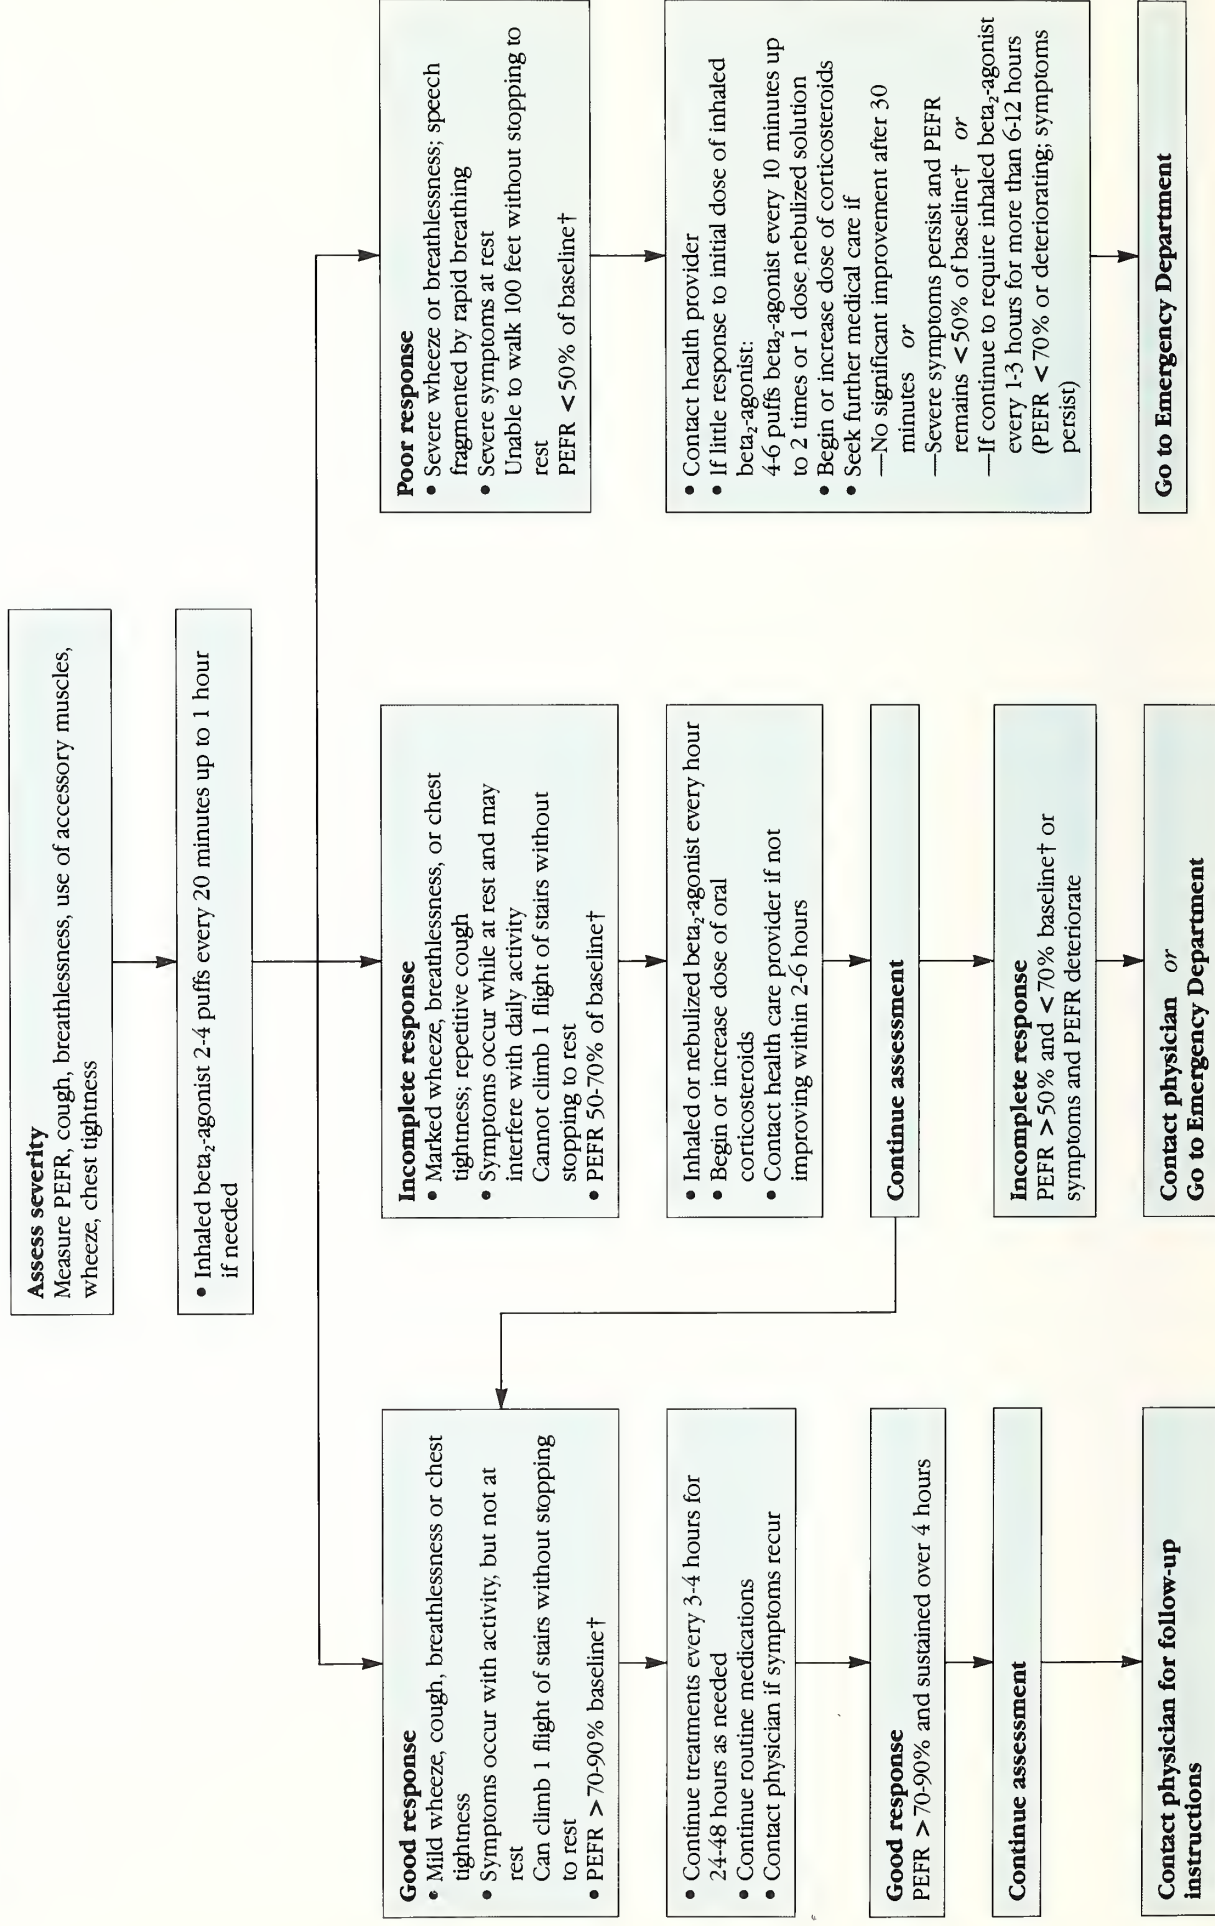 Assess severity
Measure PEFR, cough, breathlessness, use of accessory muscles,
wheeze, chest tightness
• Inhaled beta₂-agonist 2-4 puffs every 20 minutes up to 1 hour
if needed
Good response
• Mild wheeze, cough, breathlessness or chest
tightness
• Symptoms occur with activity, but not at
rest
Can climb 1 flight of stairs without stopping
to rest
• PEFR >70-90% baseline†
• Continue treatments every 3-4 hours for
24-48 hours as needed
• Continue routine medications
• Contact physician if symptoms recur
Good response
PEFR >70-90% and sustained over 4 hours
Continue assessment
Contact physician for follow-up
instructions
Incomplete response
• Marked wheeze, breathlessness, or chest
tightness; repetitive cough
• Symptoms occur while at rest and may
interfere with daily activity
Cannot climb 1 flight of stairs without
stopping to rest
• PEFR 50-70% of baseline†
• Inhaled or nebulized beta₂-agonist every hour
• Begin or increase dose of oral
corticosteroids
• Contact health care provider if not
improving within 2-6 hours
Continue assessment
Incomplete response
PEFR >50% and <70% baseline† or
symptoms and PEFR deteriorate
Contact physician or
Go to Emergency Department
Poor response
• Severe wheeze or breathlessness; speech
fragmented by rapid breathing
• Severe symptoms at rest
Unable to walk 100 feet without stopping to
rest
PEFR <50% of baseline†
• Contact health provider
• If little response to initial dose of inhaled
beta₂-agonist:
4-6 puffs beta₂-agonist every 10 minutes up
to 2 times or 1 dose nebulized solution
• Begin or increase dose of corticosteroids
• Seek further medical care if
—No significant improvement after 30
minutes or
—Severe symptoms persist and PEFR
remains <50% of baseline† or
—If continue to require inhaled beta₂-agonist
every 1-3 hours for more than 6-12 hours
(PEFR <70% or deteriorating; symptoms
persist)
Go to Emergency Department